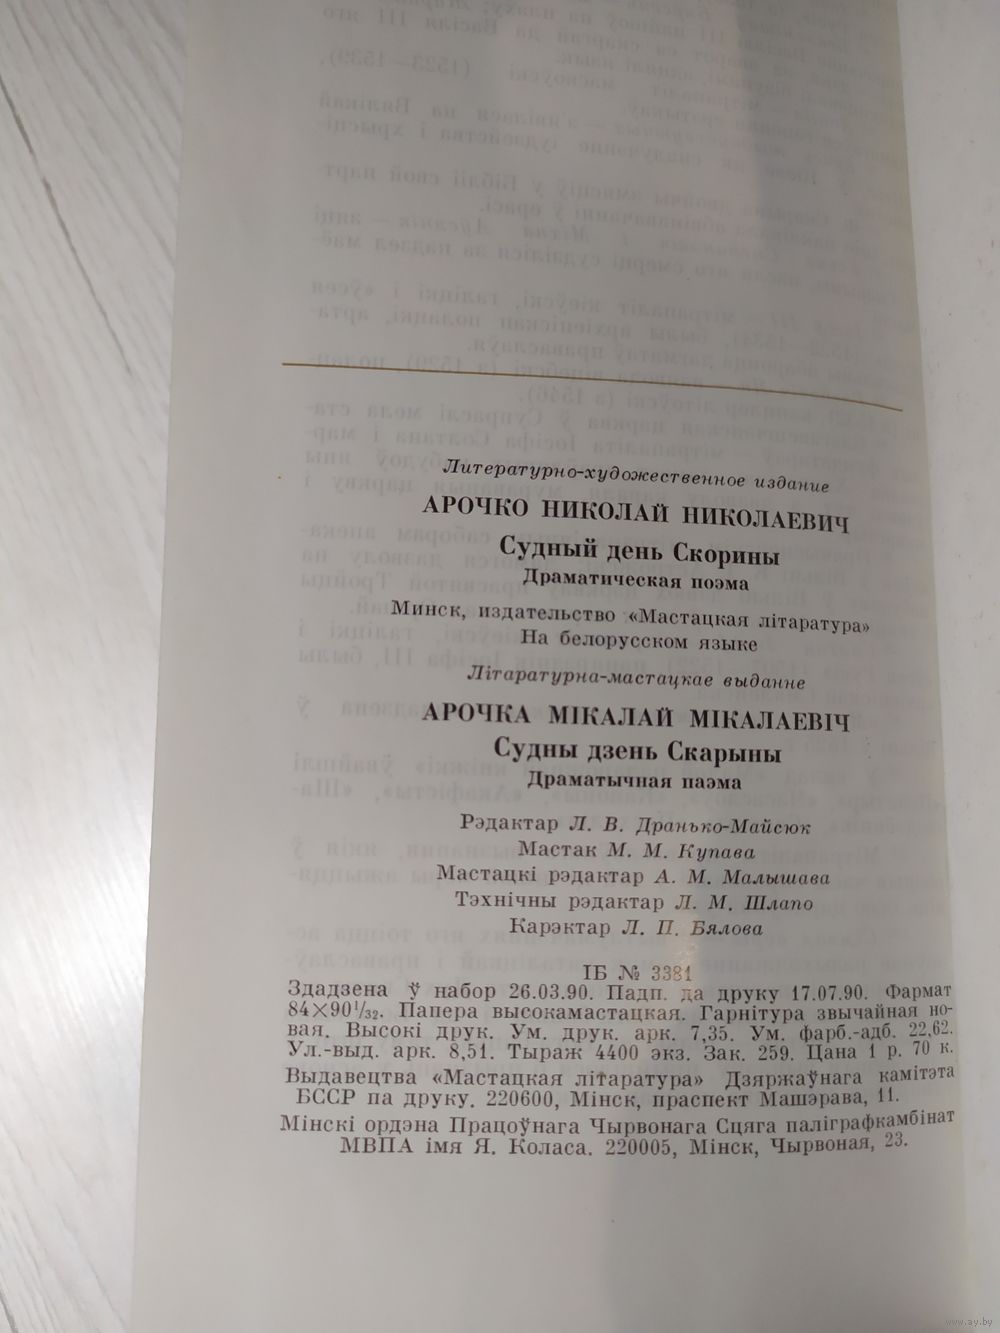 Литературно-художественное издание
АРОЧКО НИКОЛАЙ НИКОЛАЕВИЧ
Судный день Скорины
Драматическая поэма
Минск, издательство «Мастацкая літаратура»
На белорусском языке
Літаратурна-мастацкае выданне
АРОЧКА МІКАЛАЙ МІКАЛАЕВІЧ
Судны дзень Скарыны
Драматычная паэма
Рэдактар Л. В. Дранько-Майсюк
Мастак М. М. Купава
Мастацкі рэдактар А. М. Малышава
Тэхнічны рэдактар Л. М. Шлапо
Карэктар Л. П. Бялова
ІБ № 3381
Здадзена ў набор 26.03.90. Падп. да друку 17.07.90. Фармат
84×90¹/₃₂. Папера высокамастацкая. Гарнітура звычайная но-
вая. Высокі друк. Ум. друк. арк. 7,35. Ум. фарб.-адб. 22,62.
Ул.-выд. арк. 8,51. Тыраж 4400 экз. Зак. 259. Цана 1 р. 70 к.
Выдавецтва «Мастацкая літаратура» Дзяржаўнага камітэта
БССР па друку. 220600, Мінск, праспект Машэрава, 11.
Мінскі ордэна Працоўнага Чырвонага Сцяга паліграфкамбінат
МВПА імя Я. Коласа. 220005, Мінск, Чырвоная, 23.
www.ay.by